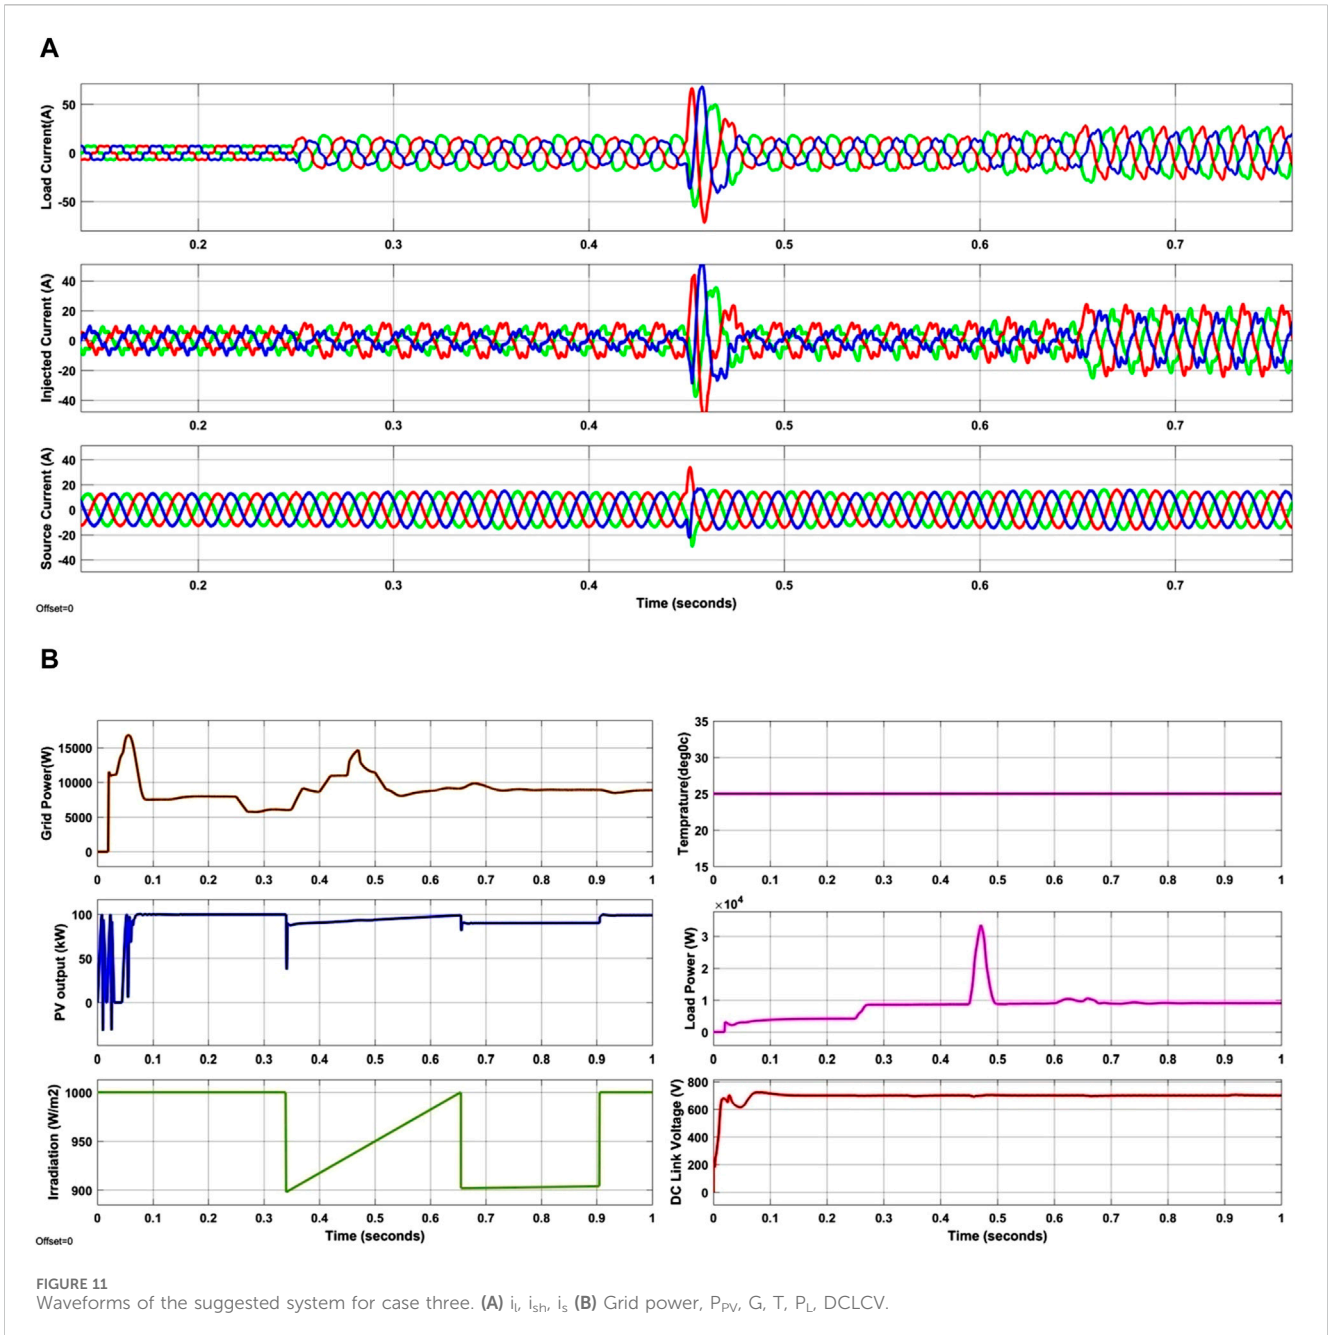 A
Load Current(A)
50
0
-50
0.2 0.3 0.4 0.5 0.6 0.7
Injected Current (A)
40
20
0
-20
-40
0.2 0.3 0.4 0.5 0.6 0.7
Source Current (A)
40
20
0
-20
-40
0.2 0.3 0.4 0.5 0.6 0.7
Time (seconds)
Offset=0
B
Grid Power(W)
15000
10000
5000
0
0 0.1 0.2 0.3 0.4 0.5 0.6 0.7 0.8 0.9 1
Temprature(deg0c)
35
30
25
20
15
0 0.1 0.2 0.3 0.4 0.5 0.6 0.7 0.8 0.9 1
PV output (kW)
100
50
0
0 0.1 0.2 0.3 0.4 0.5 0.6 0.7 0.8 0.9 1
×10⁴
Load Power (W)
3
2
1
0
0 0.1 0.2 0.3 0.4 0.5 0.6 0.7 0.8 0.9 1
Irradiation (W/m2)
1000
950
900
0 0.1 0.2 0.3 0.4 0.5 0.6 0.7 0.8 0.9 1
Time (seconds)
Offset=0
DC Link Voltage (V)
800
600
400
200
0
0 0.1 0.2 0.3 0.4 0.5 0.6 0.7 0.8 0.9 1
Time (seconds)
FIGURE 11
Waveforms of the suggested system for case three. (A) iₗ, iₛₕ, iₛ (B) Grid power, P_PV, G, T, P_L, DCLCV.